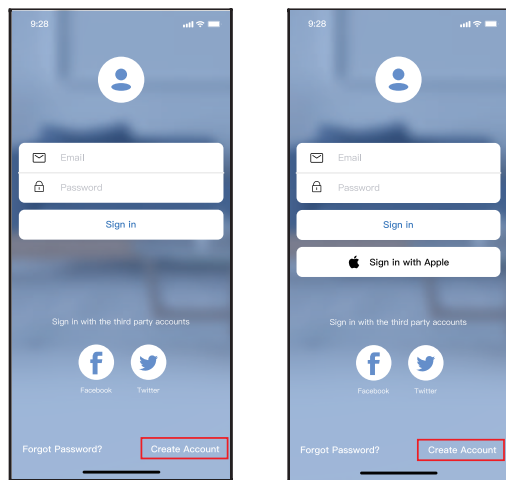 9:28
Email
Password
Sign in
Sign in with the third party accounts
Facebook
Twitter
Forgot Password?
Create Account
9:28
Email
Password
Sign in
Sign in with Apple
Sign in with the third party accounts
Facebook
Twitter
Forgot Password?
Create Account